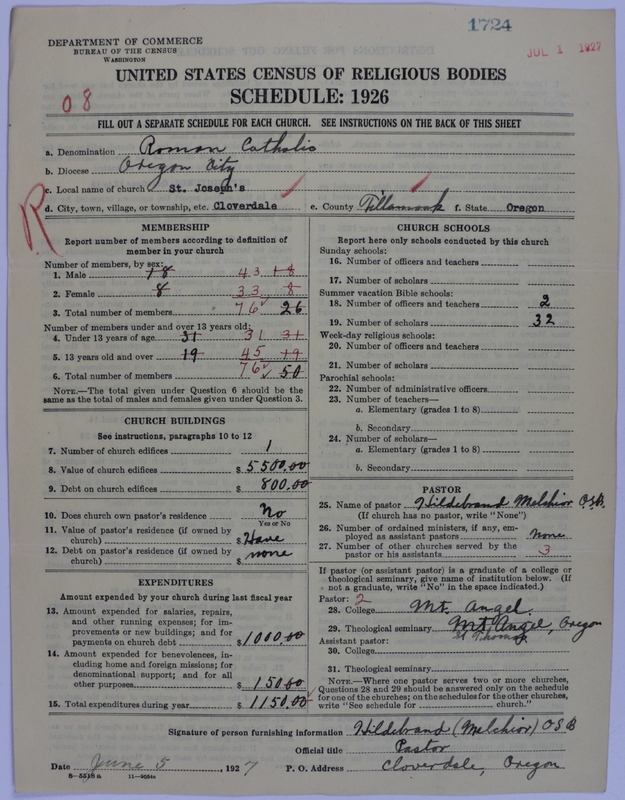 1724
DEPARTMENT OF COMMERCE
BUREAU OF THE CENSUS
WASHINGTON
JUL 1 1927
UNITED STATES CENSUS OF RELIGIOUS BODIES
SCHEDULE: 1926
08
FILL OUT A SEPARATE SCHEDULE FOR EACH CHURCH. SEE INSTRUCTIONS ON THE BACK OF THIS SHEET
a. Denomination Roman Catholic
b. Diocese Oregon City
c. Local name of church St. Joseph's
d. City, town, village, or township, etc. Cloverdale e. County Tillamook f. State Oregon
R
MEMBERSHIP
Report number of members according to definition of
member in your church
Number of members, by sex:
1. Male 18 43 18
2. Female 8 33 8
3. Total number of members 76 26
Number of members under and over 13 years old:
4. Under 13 years of age 31 31 31
5. 13 years old and over 19 45 19
6. Total number of members 76 50
NOTE.—The total given under Question 6 should be the
same as the total of males and females given under Question 3.
CHURCH BUILDINGS
See instructions, paragraphs 10 to 12
7. Number of church edifices 1
8. Value of church edifices $ 5500.00
9. Debt on church edifices $ 800.00
10. Does church own pastor's residence No
Yes or No
11. Value of pastor's residence (if owned by
church) $ Have
12. Debt on pastor's residence (if owned by
church) $ none
EXPENDITURES
Amount expended by your church during last fiscal year
13. Amount expended for salaries, repairs,
and other running expenses; for im-
provements or new buildings; and for
payments on church debt $ 1000.00
14. Amount expended for benevolences, in-
cluding home and foreign missions; for
denominational support; and for all
other purposes $ 150.00
15. Total expenditures during year $ 1150.00
CHURCH SCHOOLS
Report here only schools conducted by this church
Sunday schools:
16. Number of officers and teachers
17. Number of scholars
Summer vacation Bible schools:
18. Number of officers and teachers 2
19. Number of scholars 32
Week-day religious schools:
20. Number of officers and teachers
21. Number of scholars
Parochial schools:
22. Number of administrative officers
23. Number of teachers—
a. Elementary (grades 1 to 8)
b. Secondary
24. Number of scholars—
a. Elementary (grades 1 to 8)
b. Secondary
PASTOR
25. Name of pastor Hildebrand Melchior O.S.B.
(If church has no pastor, write "None")
26. Number of ordained ministers, if any, em-
ployed as assistant pastors None
27. Number of other churches served by the
pastor or his assistants 3
If pastor (or assistant pastor) is a graduate of a college or
theological seminary, give name of institution below. (If
not a graduate, write "No" in the space indicated.)
Pastor: 2
28. College Mt. Angel.
29. Theological seminary Mt Angel, Oregon
St Thomas
Assistant pastor:
30. College
31. Theological seminary
NOTE.—Where one pastor serves two or more churches,
Questions 28 and 29 should be answered only on the schedule
for one of the churches; on the schedules for the other churches,
write "See schedule for church."
Signature of person furnishing information Hildebrand (Melchior) O S B
Official title Pastor
Date June 5, 1927 P. O. Address Cloverdale, Oregon
8—5518a 11—9054a